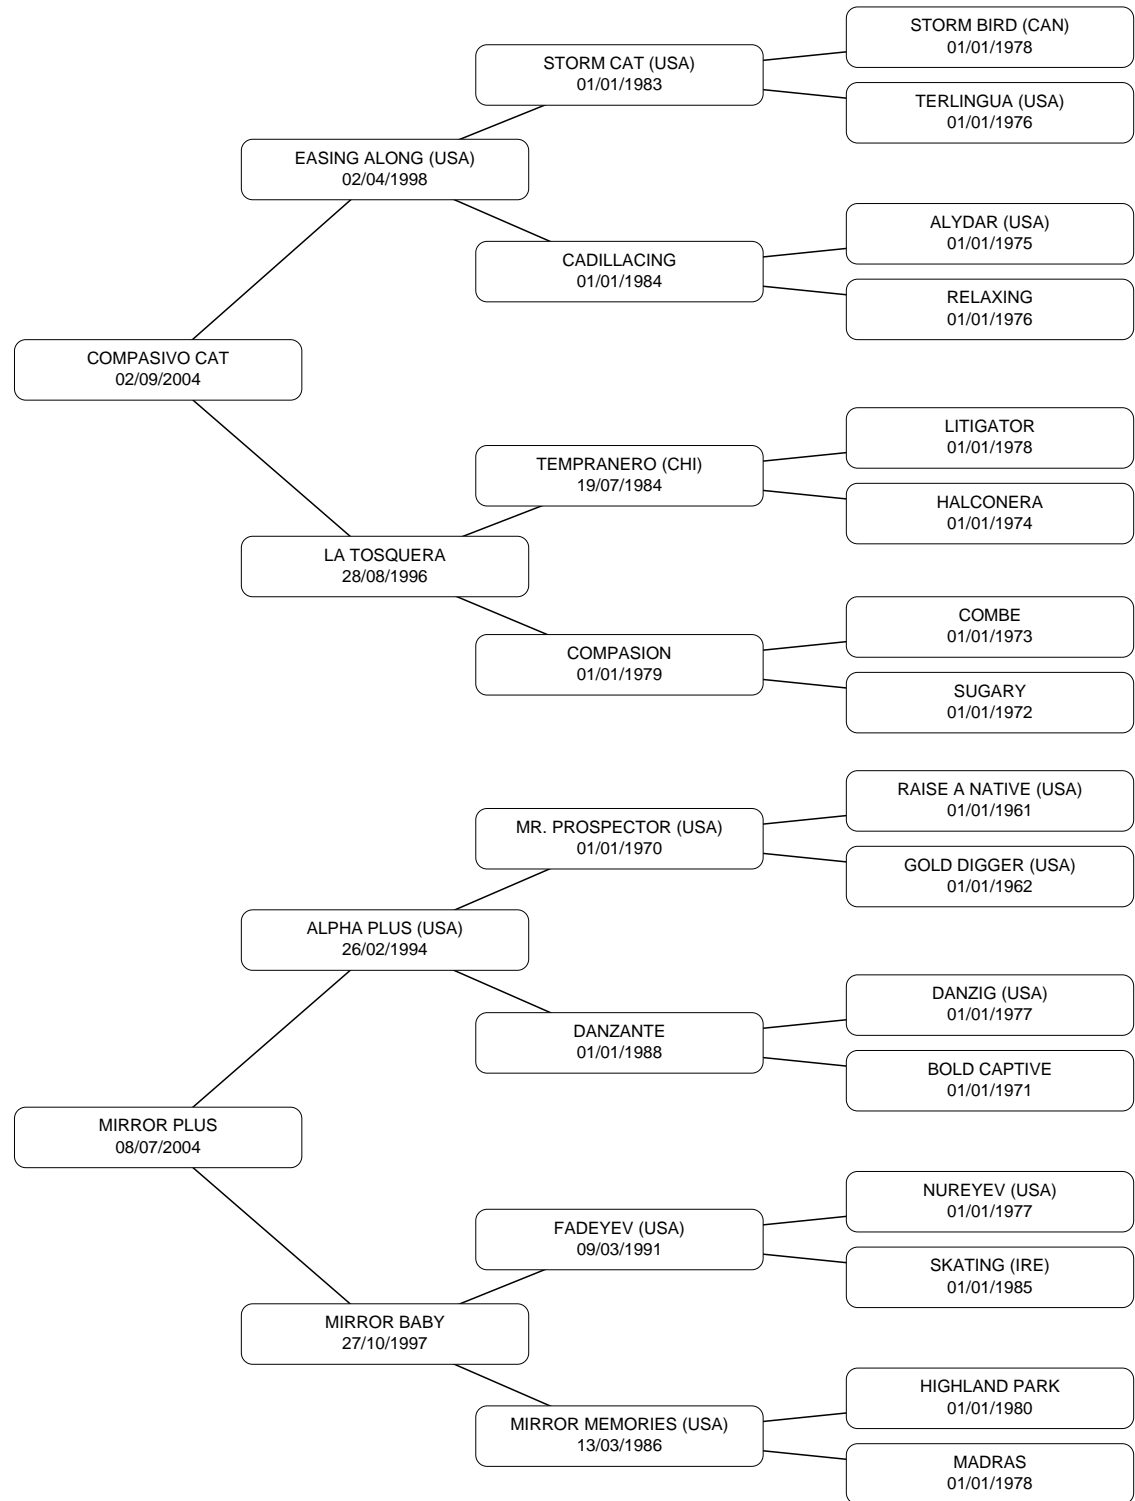 STORM BIRD (CAN)
01/01/1978
STORM CAT (USA)
01/01/1983
TERLINGUA (USA)
01/01/1976
EASING ALONG (USA)
02/04/1998
ALYDAR (USA)
01/01/1975
CADILLACING
01/01/1984
RELAXING
01/01/1976
COMPASIVO CAT
02/09/2004
LITIGATOR
01/01/1978
TEMPRANERO (CHI)
19/07/1984
HALCONERA
01/01/1974
LA TOSQUERA
28/08/1996
COMBE
01/01/1973
COMPASION
01/01/1979
SUGARY
01/01/1972
RAISE A NATIVE (USA)
01/01/1961
MR. PROSPECTOR (USA)
01/01/1970
GOLD DIGGER (USA)
01/01/1962
ALPHA PLUS (USA)
26/02/1994
DANZIG (USA)
01/01/1977
DANZANTE
01/01/1988
BOLD CAPTIVE
01/01/1971
MIRROR PLUS
08/07/2004
NUREYEV (USA)
01/01/1977
FADEYEV (USA)
09/03/1991
SKATING (IRE)
01/01/1985
MIRROR BABY
27/10/1997
HIGHLAND PARK
01/01/1980
MIRROR MEMORIES (USA)
13/03/1986
MADRAS
01/01/1978